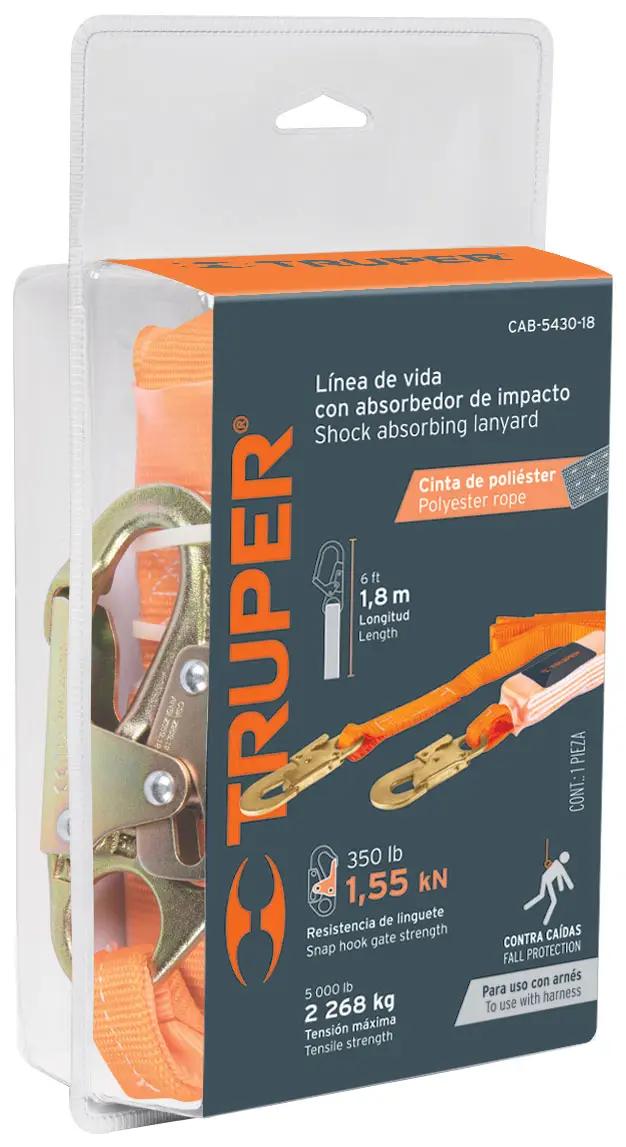 TRUPER
CAB-5430-18
Línea de vida
con absorbedor de impacto
Shock absorbing lanyard
Cinta de poliéster
Polyester rope
TRUPER®
6 ft
1,8 m
Longitud
Length
TRUPER
CONT.: 1 PIEZA
350 lb
1,55 kN
Resistencia de linguete
Snap hook gate strength
5 000 lb
2 268 kg
Tensión máxima
Tensile strength
CONTRA CAÍDAS
FALL PROTECTION
Para uso con arnés
To use with harness